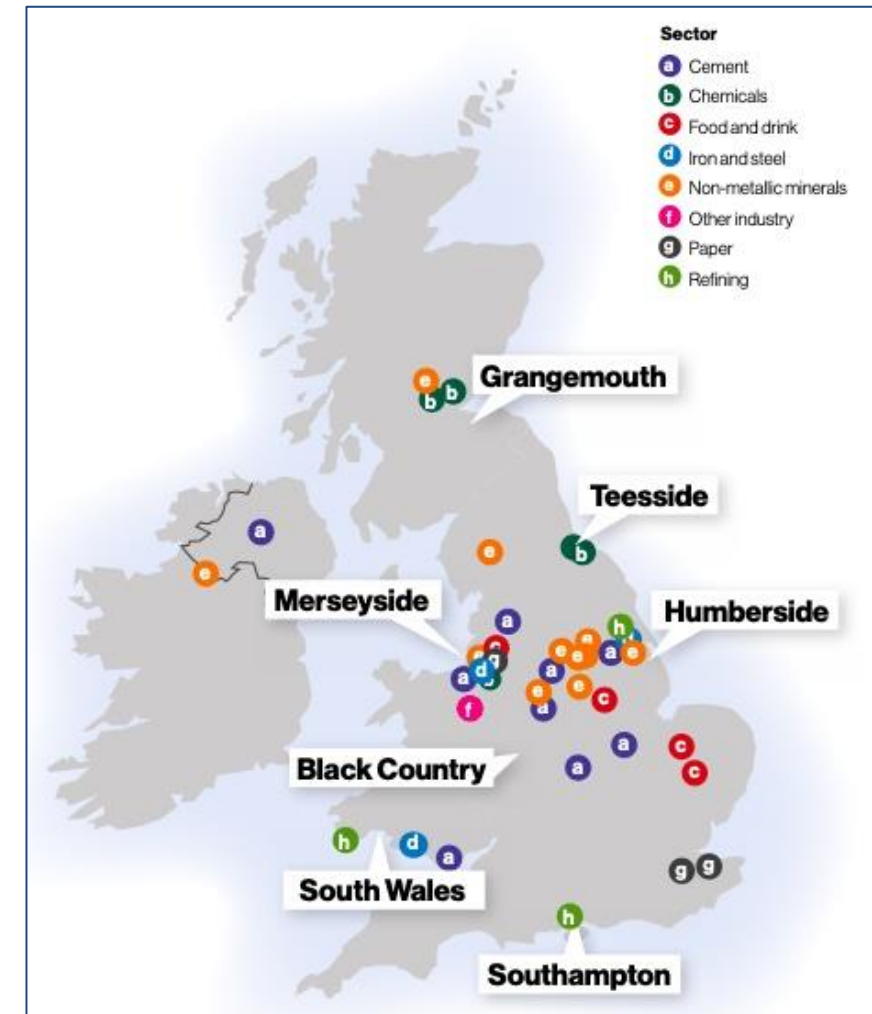 Sector
a Cement
b Chemicals
c Food and drink
d Iron and steel
e Non-metallic minerals
f Other industry
g Paper
h Refining
e
b b
Grangemouth
Teesside
a
e
b
e
Merseyside
a
h
Humberside
c
e
e
e
e
a
e
g
d
a
a
e
e
c
f
a
a
c
Black Country
a
c
h
d
a
g g
South Wales
h
Southampton